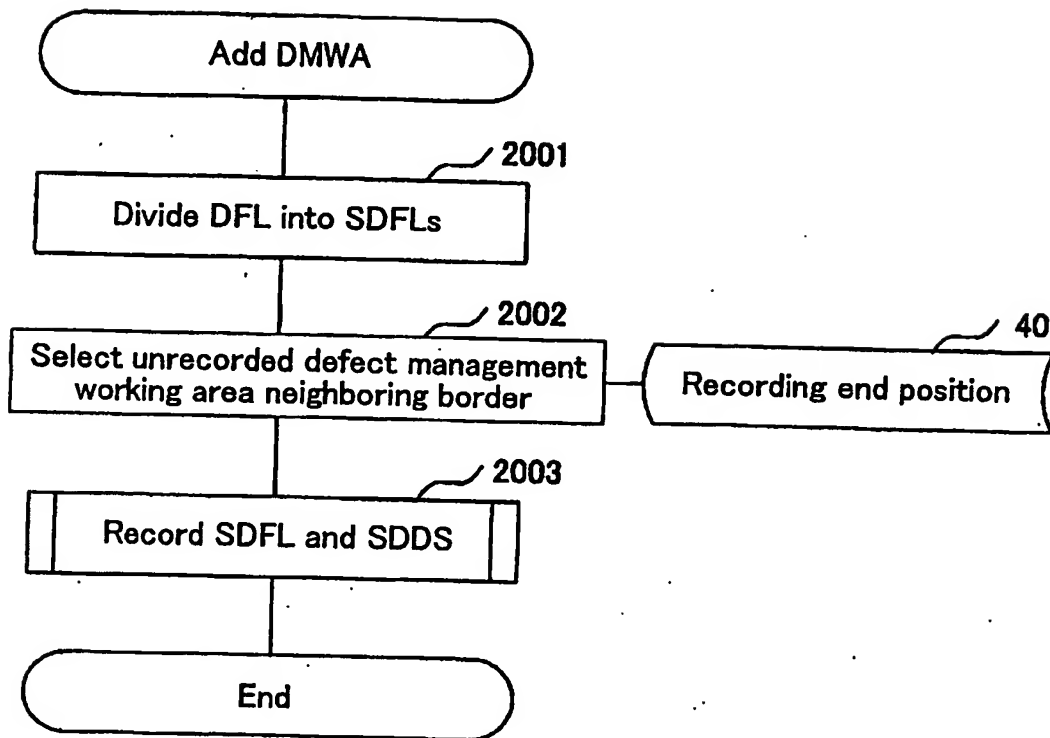 Add DMWA
2001
Divide DFL into SDFLs
2002
40
Select unrecorded defect management
working area neighboring border
Recording end position
2003
Record SDFL and SDDS
End